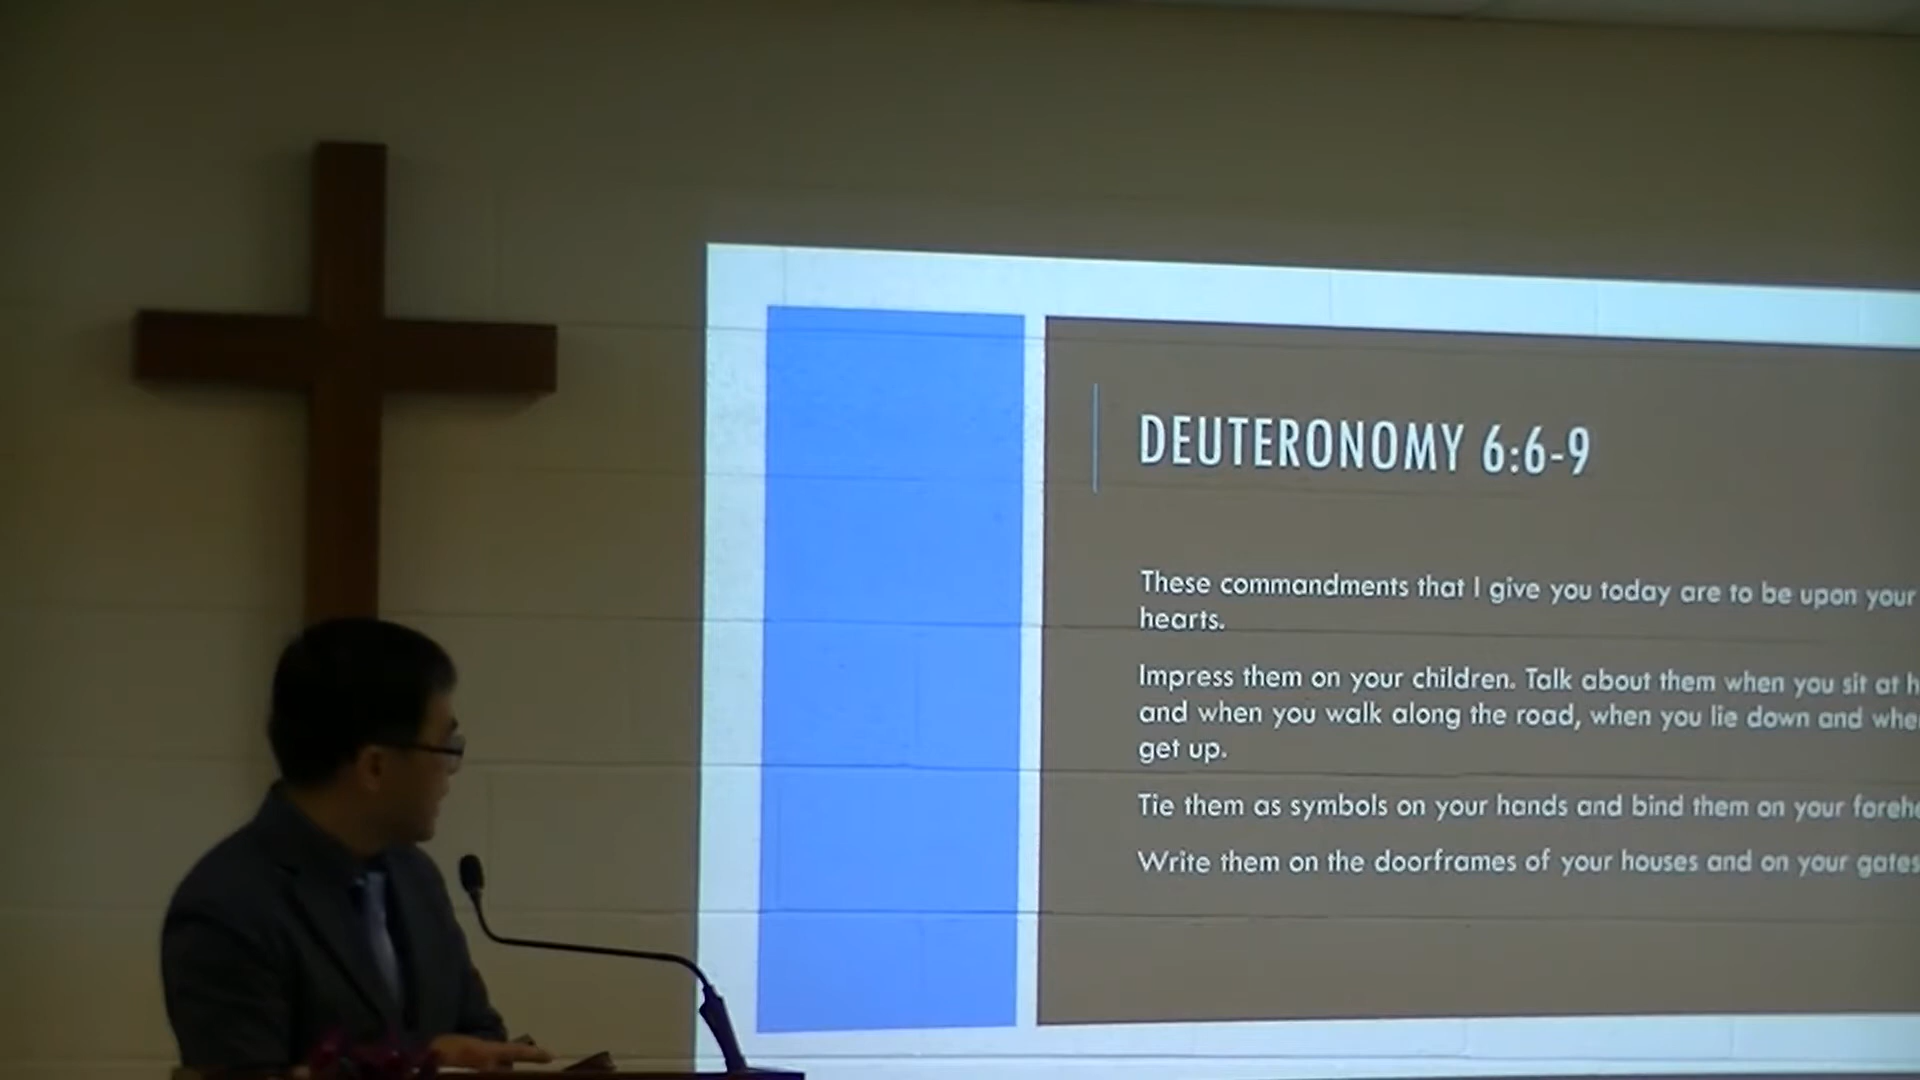 DEUTERONOMY 6:6-9
These commandments that I give you today are to be upon your
hearts.
Impress them on your children. Talk about them when you sit at
and when you walk along the road, when you lie down and
get up.
Tie them as symbols on your hands and bind them on your
Write them on the doorframes of your houses and on your gates